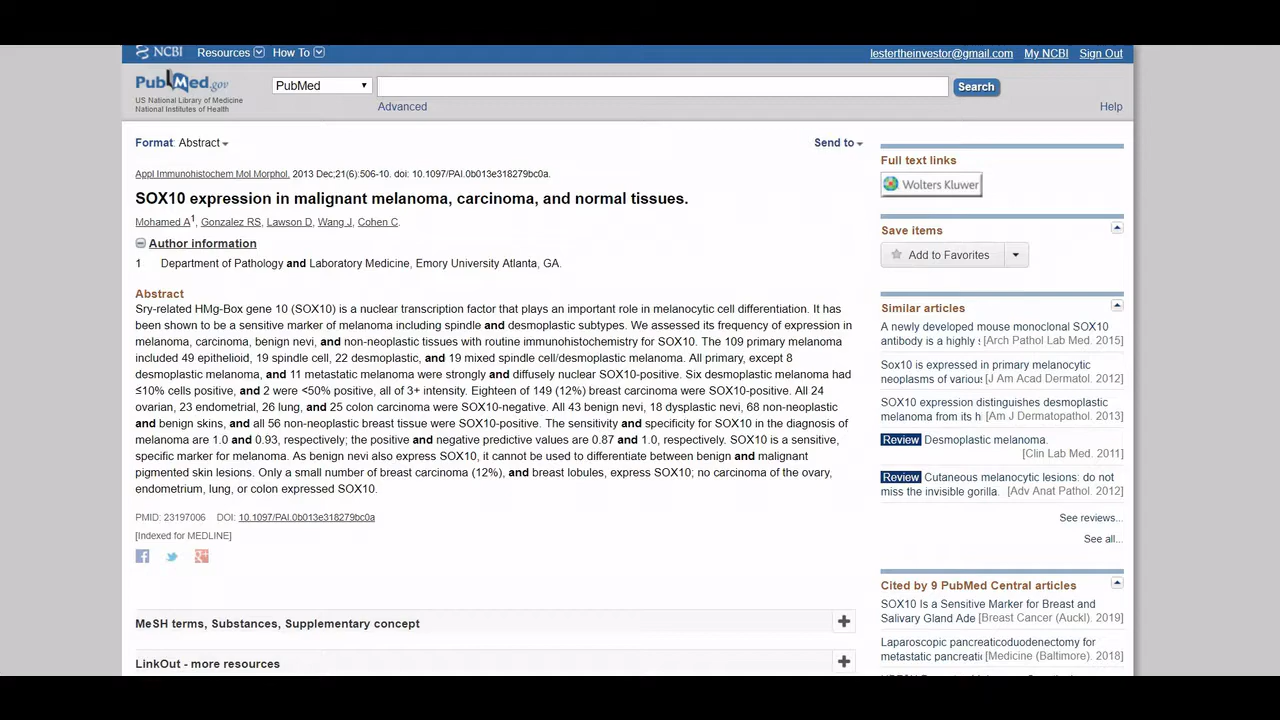 NCBI Resources How To lestertheinvestor@gmail.com My NCBI Sign Out
PubMed.gov
US National Library of Medicine
National Institutes of Health
PubMed
Search
Advanced
Help
Format: Abstract
Send to
Appl Immunohistochem Mol Morphol. 2013 Dec;21(6):506-10. doi: 10.1097/PAI.0b013e318279bc0a.
SOX10 expression in malignant melanoma, carcinoma, and normal tissues.
Mohamed A1, Gonzalez RS, Lawson D, Wang J, Cohen C.
Author information
1 Department of Pathology and Laboratory Medicine, Emory University Atlanta, GA.
Abstract
Sry-related HMg-Box gene 10 (SOX10) is a nuclear transcription factor that plays an important role in melanocytic cell differentiation. It has
been shown to be a sensitive marker of melanoma including spindle and desmoplastic subtypes. We assessed its frequency of expression in
melanoma, carcinoma, benign nevi, and non-neoplastic tissues with routine immunohistochemistry for SOX10. The 109 primary melanoma
included 49 epithelioid, 19 spindle cell, 22 desmoplastic, and 19 mixed spindle cell/desmoplastic melanoma. All primary, except 8
desmoplastic melanoma, and 11 metastatic melanoma were strongly and diffusely nuclear SOX10-positive. Six desmoplastic melanoma had
≤10% cells positive, and 2 were <50% positive, all of 3+ intensity. Eighteen of 149 (12%) breast carcinoma were SOX10-positive. All 24
ovarian, 23 endometrial, 26 lung, and 25 colon carcinoma were SOX10-negative. All 43 benign nevi, 18 dysplastic nevi, 68 non-neoplastic
and benign skins, and all 56 non-neoplastic breast tissue were SOX10-positive. The sensitivity and specificity for SOX10 in the diagnosis of
melanoma are 1.0 and 0.93, respectively; the positive and negative predictive values are 0.87 and 1.0, respectively. SOX10 is a sensitive,
specific marker for melanoma. As benign nevi also express SOX10, it cannot be used to differentiate between benign and malignant
pigmented skin lesions. Only a small number of breast carcinoma (12%), and breast lobules, express SOX10; no carcinoma of the ovary,
endometrium, lung, or colon expressed SOX10.
PMID: 23197006 DOI: 10.1097/PAI.0b013e318279bc0a
[Indexed for MEDLINE]
MeSH terms, Substances, Supplementary concept
LinkOut - more resources
Full text links
Wolters Kluwer
Save items
Add to Favorites
Similar articles
A newly developed mouse monoclonal SOX10
antibody is a highly s [Arch Pathol Lab Med. 2015]
Sox10 is expressed in primary melanocytic
neoplasms of various [J Am Acad Dermatol. 2012]
SOX10 expression distinguishes desmoplastic
melanoma from its h [Am J Dermatopathol. 2013]
Review Desmoplastic melanoma.
[Clin Lab Med. 2011]
Review Cutaneous melanocytic lesions: do not
miss the invisible gorilla. [Adv Anat Pathol. 2012]
See reviews...
See all...
Cited by 9 PubMed Central articles
SOX10 Is a Sensitive Marker for Breast and
Salivary Gland Ade [Breast Cancer (Auckl). 2019]
Laparoscopic pancreaticoduodenectomy for
metastatic pancreatic [Medicine (Baltimore). 2018]